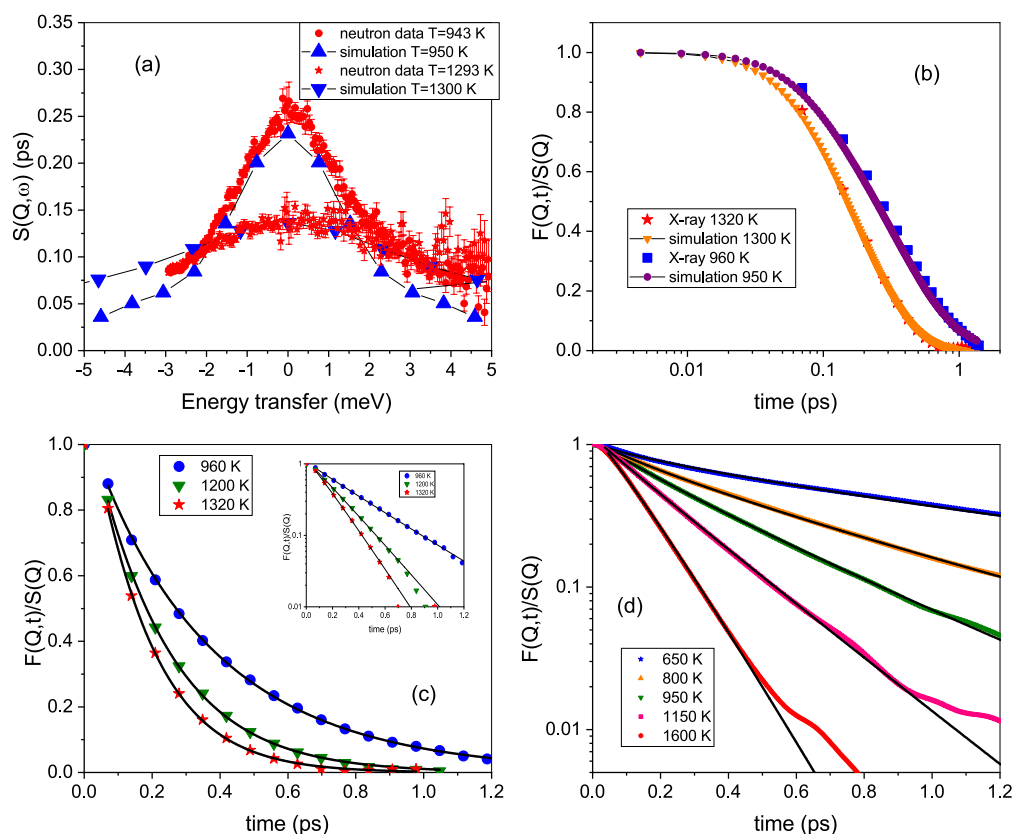 (a)
neutron data T=943 K
simulation T=950 K
neutron data T=1293 K
simulation T=1300 K
S(Q,ω) (ps)
0.35
0.30
0.25
0.20
0.15
0.10
0.05
0.00
-5 -4 -3 -2 -1 0 1 2 3 4 5
Energy transfer (meV)
(b)
F(Q,t)/S(Q)
1.0
0.8
0.6
0.4
0.2
0.0
X-ray 1320 K
simulation 1300 K
X-ray 960 K
simulation 950 K
0.01 0.1 1
time (ps)
(c)
F(Q,t)/S(Q)
1.0
0.8
0.6
0.4
0.2
0.0
960 K
1200 K
1320 K
0.0 0.2 0.4 0.6 0.8 1.0 1.2
time (ps)
F(Q,t)/S(Q)
1
0.1
0.01
960 K
1200 K
1320 K
0.0 0.2 0.4 0.6 0.8 1.0 1.2
time (ps)
(d)
F(Q,t)/S(Q)
1
0.1
0.01
650 K
800 K
950 K
1150 K
1600 K
0.0 0.2 0.4 0.6 0.8 1.0 1.2
time (ps)